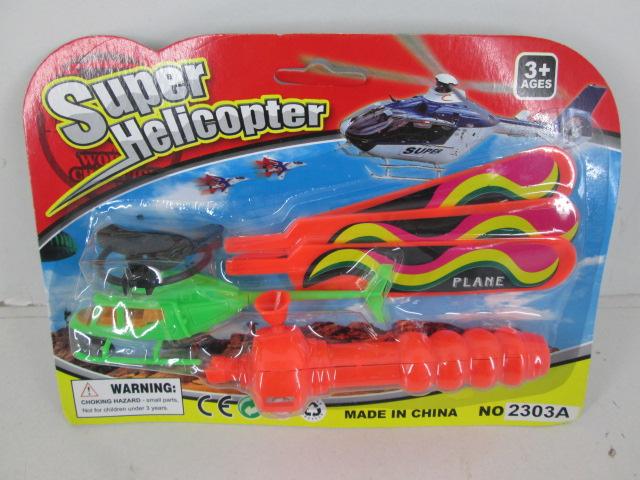 Super
Helicopter
3+
AGES
SUPER
PLANE
WARNING:
CHOKING HAZARD - small parts,
Not for children under 3 years.
CE
MADE IN CHINA
NO 2303A